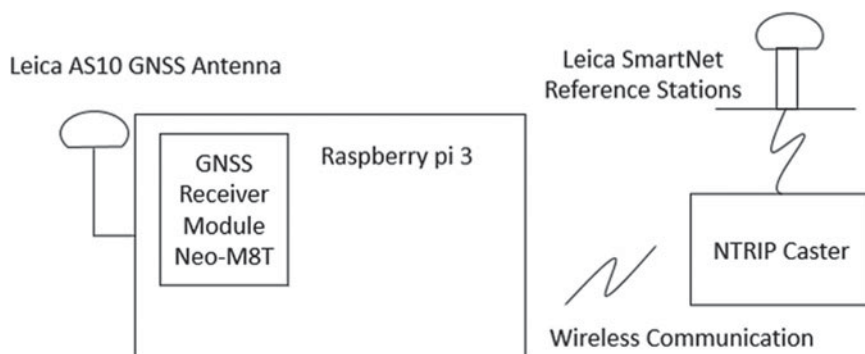 Leica AS10 GNSS Antenna
GNSS
Receiver
Module
Neo-M8T
Raspberry pi 3
Leica SmartNet
Reference Stations
NTRIP Caster
Wireless Communication